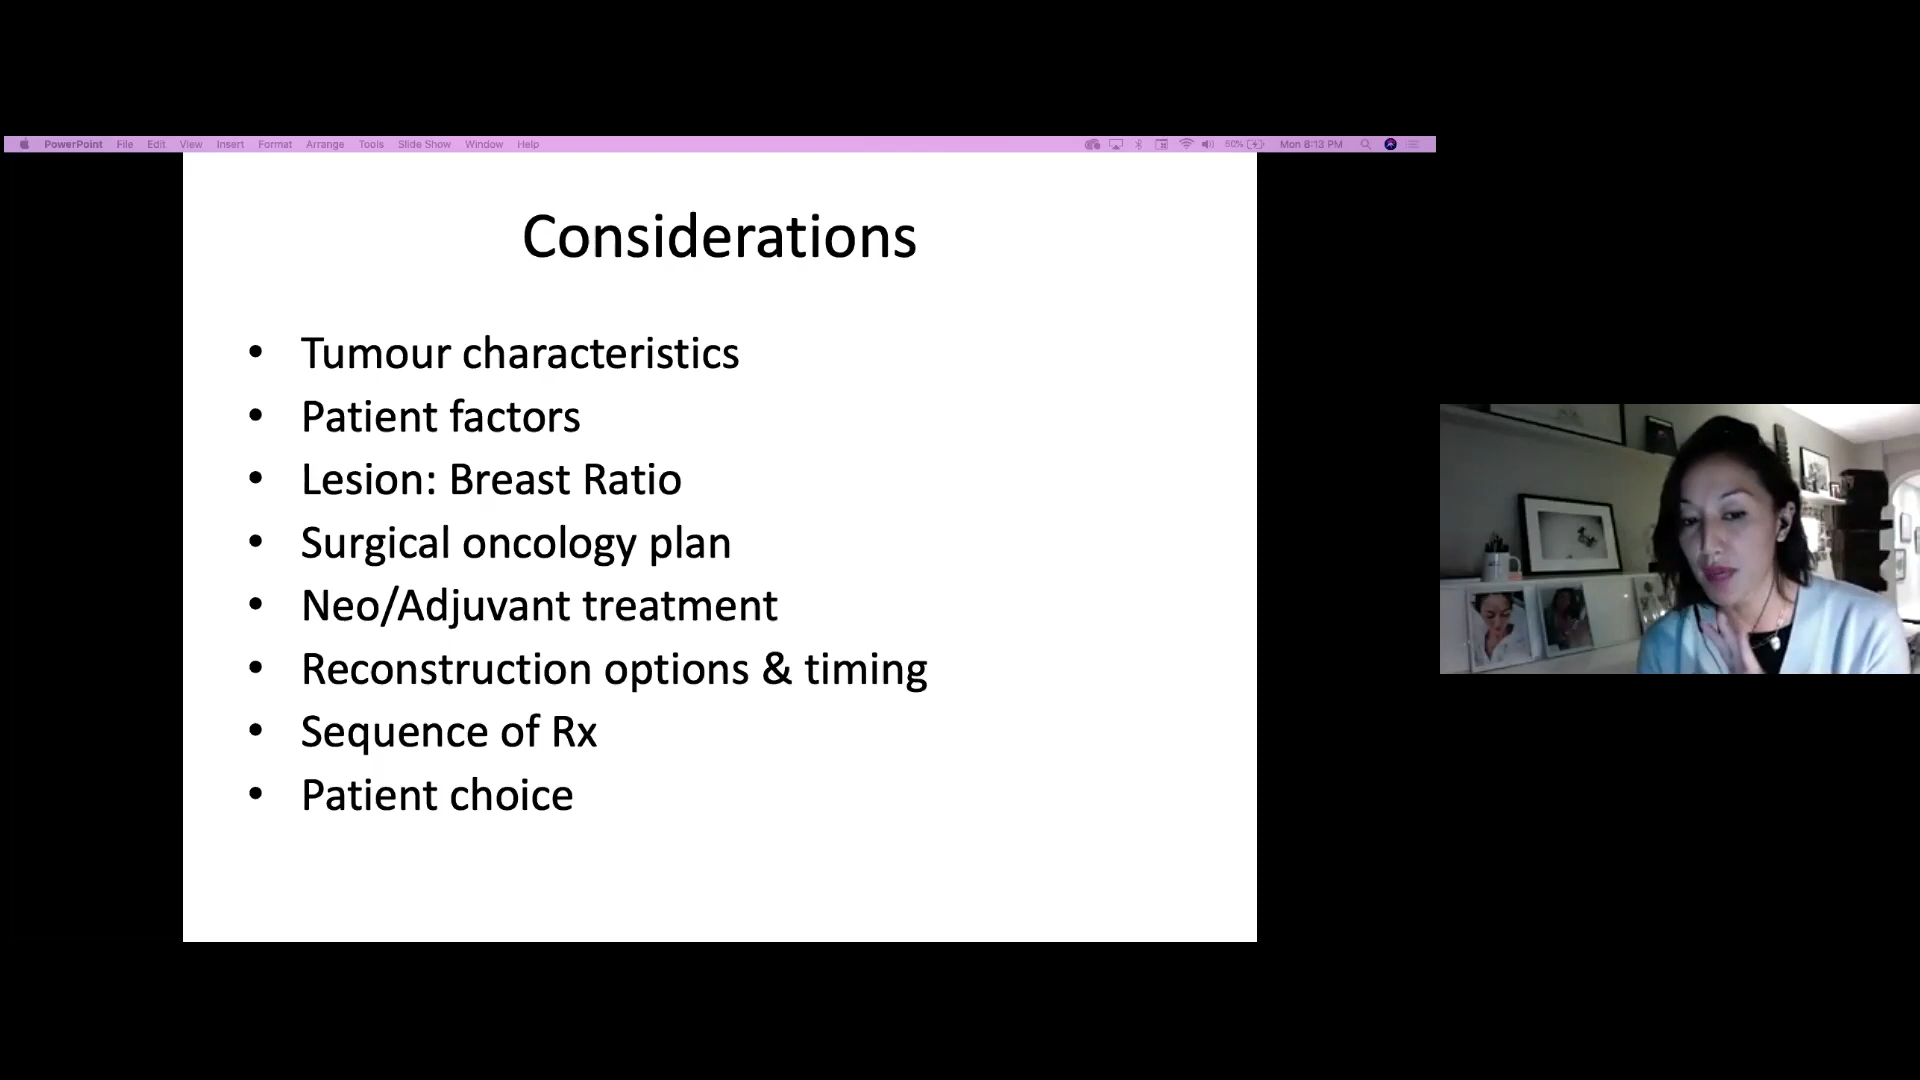 PowerPoint File Edit View Insert Format Arrange Tools Slide Show Window Help 50% Mon 8:13 PM
Considerations
• Tumour characteristics
• Patient factors
• Lesion: Breast Ratio
• Surgical oncology plan
• Neo/Adjuvant treatment
• Reconstruction options & timing
• Sequence of Rx
• Patient choice